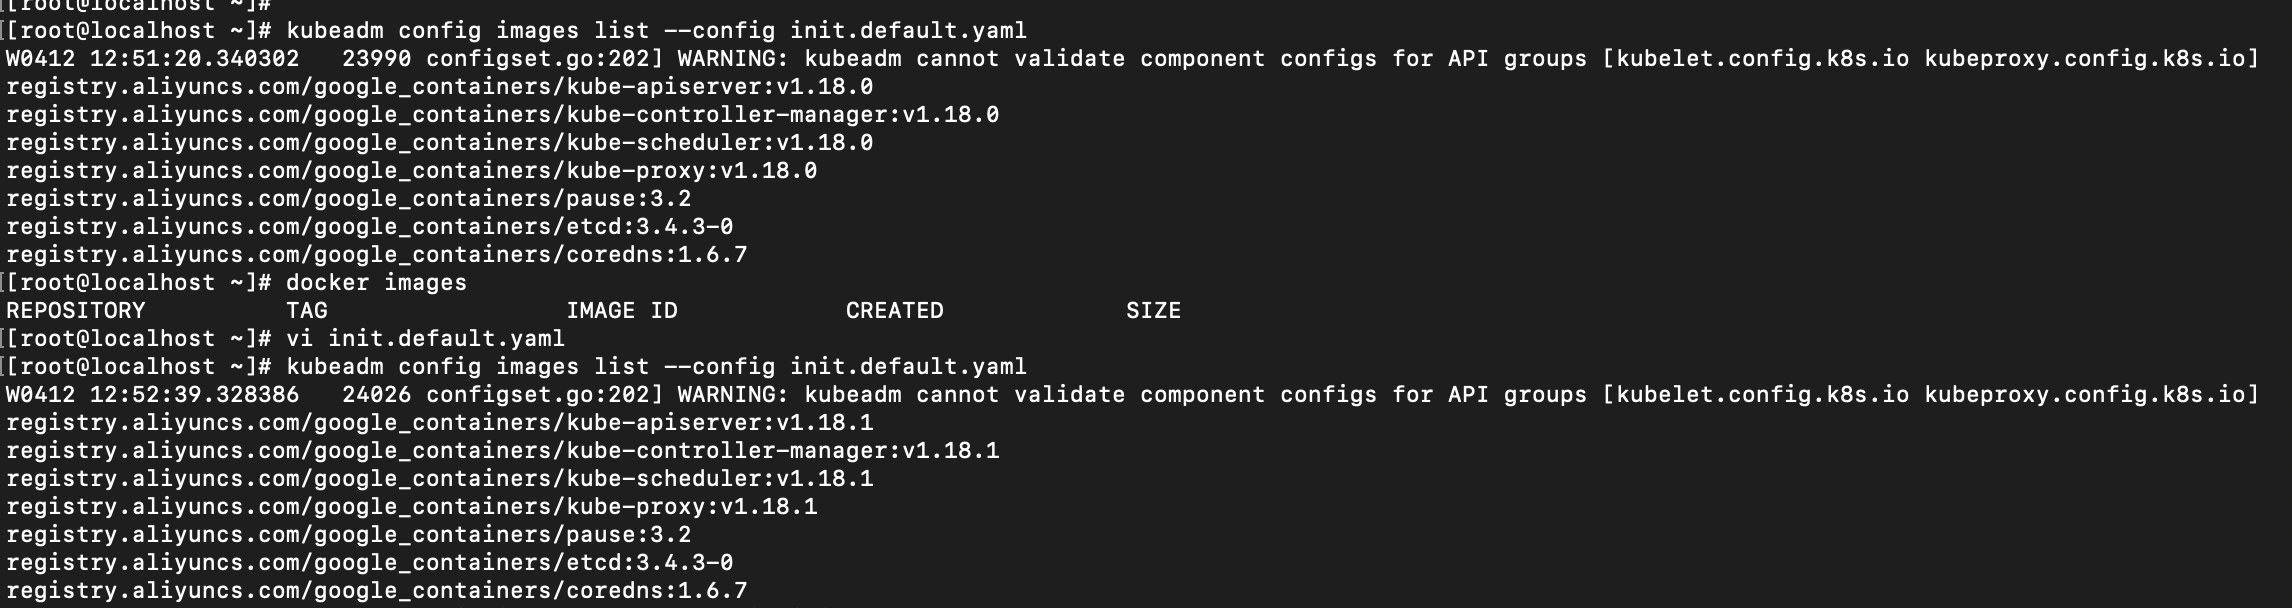 [[root@localhost ~]#
[[root@localhost ~]# kubeadm config images list --config init.default.yaml
W0412 12:51:20.340302   23990 configset.go:202] WARNING: kubeadm cannot validate component configs for API groups [kubelet.config.k8s.io kubeproxy.config.k8s.io]
registry.aliyuncs.com/google_containers/kube-apiserver:v1.18.0
registry.aliyuncs.com/google_containers/kube-controller-manager:v1.18.0
registry.aliyuncs.com/google_containers/kube-scheduler:v1.18.0
registry.aliyuncs.com/google_containers/kube-proxy:v1.18.0
registry.aliyuncs.com/google_containers/pause:3.2
registry.aliyuncs.com/google_containers/etcd:3.4.3-0
registry.aliyuncs.com/google_containers/coredns:1.6.7
[[root@localhost ~]# docker images
REPOSITORY          TAG                 IMAGE ID            CREATED             SIZE
[[root@localhost ~]# vi init.default.yaml
[[root@localhost ~]# kubeadm config images list --config init.default.yaml
W0412 12:52:39.328386   24026 configset.go:202] WARNING: kubeadm cannot validate component configs for API groups [kubelet.config.k8s.io kubeproxy.config.k8s.io]
registry.aliyuncs.com/google_containers/kube-apiserver:v1.18.1
registry.aliyuncs.com/google_containers/kube-controller-manager:v1.18.1
registry.aliyuncs.com/google_containers/kube-scheduler:v1.18.1
registry.aliyuncs.com/google_containers/kube-proxy:v1.18.1
registry.aliyuncs.com/google_containers/pause:3.2
registry.aliyuncs.com/google_containers/etcd:3.4.3-0
registry.aliyuncs.com/google_containers/coredns:1.6.7